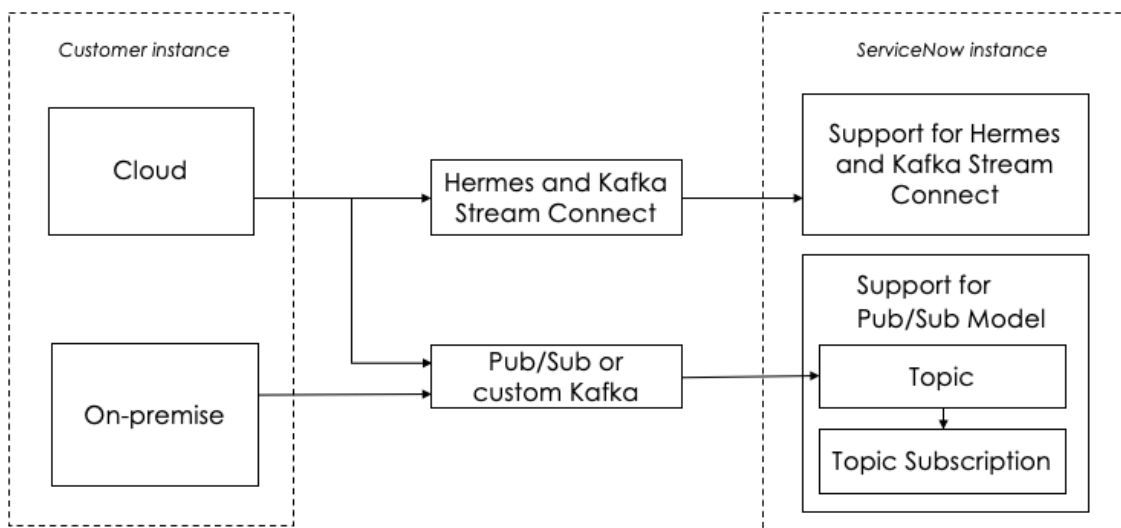 Customer instance
ServiceNow instance
Cloud
Hermes and Kafka
Stream Connect
Support for Hermes
and Kafka Stream
Connect
On-premise
Pub/Sub or
custom Kafka
Support for
Pub/Sub Model
Topic
Topic Subscription